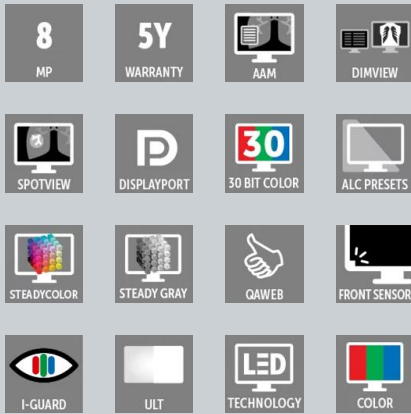 8
MP
5Y
WARRANTY
AAM
DIMVIEW
SPOTVIEW
DISPLAYPORT
30
30 BIT COLOR
ALC PRESETS
STEADYCOLOR
STEADY GRAY
QAWEB
FRONT SENSOR
I-GUARD
ULT
LED
TECHNOLOGY
COLOR